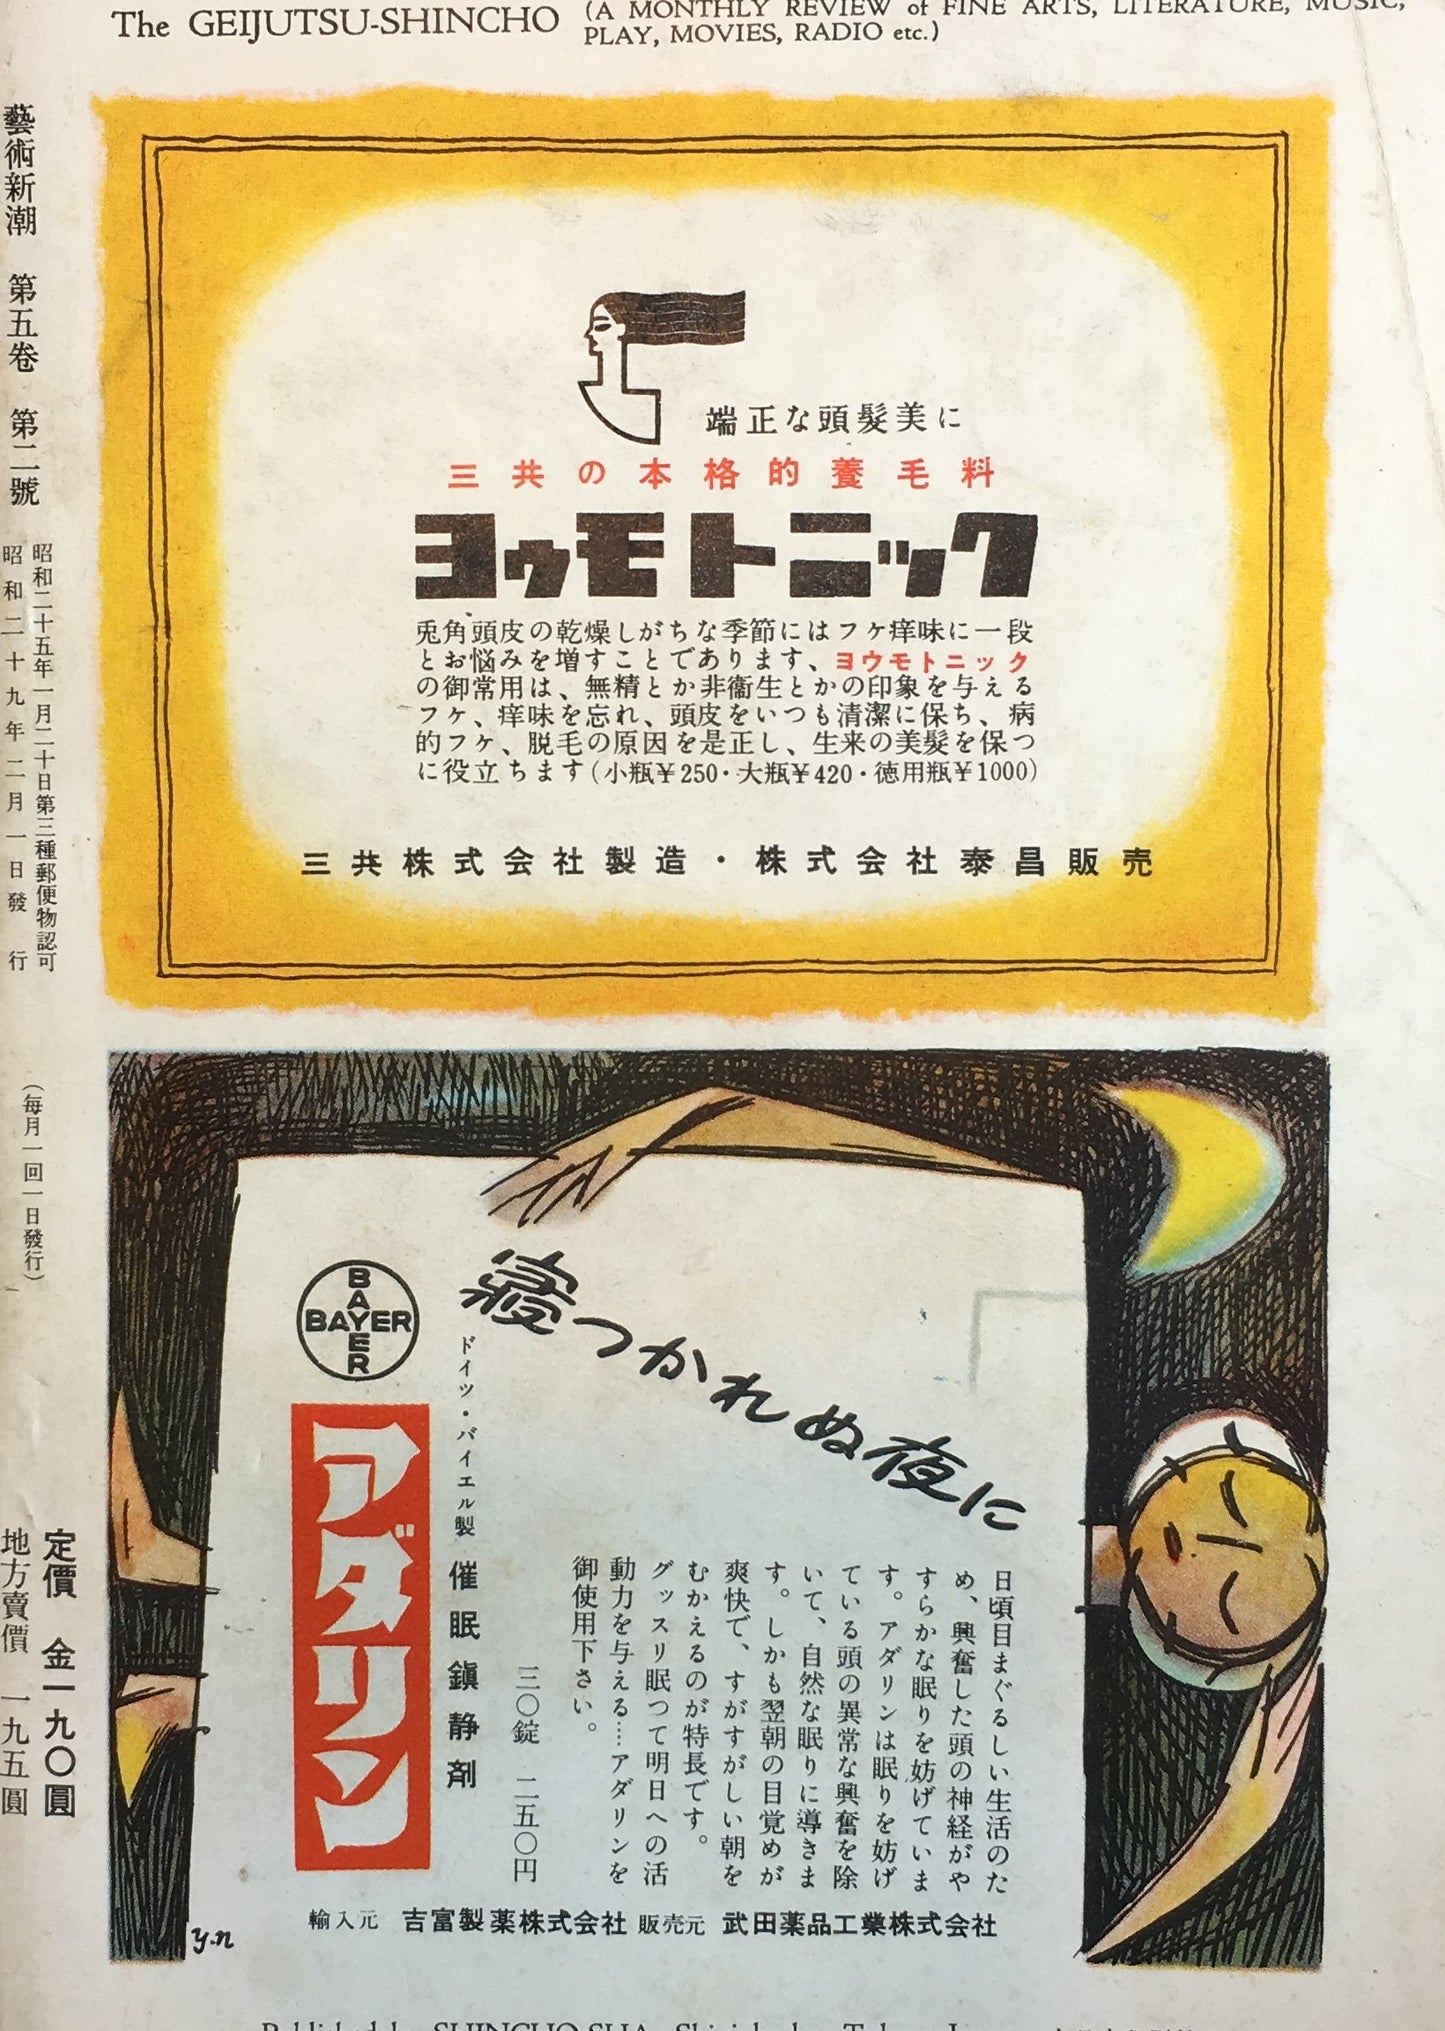 The GEIJUTSU-SHINCHO
(A MONTHLY REVIEW of FINE ARTS, LITERATURE, MUSIC,
PLAY, MOVIES, RADIO etc.)
藝術新潮 第五卷 第二號
昭和二十五年一月二十日第三種郵便物認可
昭和二十九年二月一日發行
(毎月一回一日發行)
定價 金一九〇圓
地方賣價 一九五圓
端正な頭髮美に
三共の本格的養毛料
ヨウモトニック
兎角頭皮の乾燥しがちな季節にはフケ痒味に一段
とお悩みを増すことであります、ヨウモトニック
の御常用は、無精とか非衞生とかの印象を与える
フケ、痒味を忘れ、頭皮をいつも清潔に保ち、病
的フケ、脱毛の原因を是正し、生来の美髮を保つ
に役立ちます(小瓶¥250・大瓶¥420・徳用瓶¥1000)
三共株式会社製造・株式会社泰昌販売
寝つかれぬ夜に
日頃目まぐるしい生活のた
め、興奮した頭の神経がや
すらかな眠りを妨げていま
す。アダリンは眠りを妨げ
ている頭の異常な興奮を除
いて、自然な眠りに導きま
す。しかも翌朝の目覚めが
爽快で、すがすがしい朝を
むかえるのが特長です。
グッスリ眠つて明日への活
動力を与える……アダリンを
御使用下さい。
三〇錠 二五〇円
ドイツ・バイエル製 催眠鎭静剤
BAYER
BAYER
アダリン
輸入元 吉富製薬株式会社 販売元 武田薬品工業株式会社
y.n